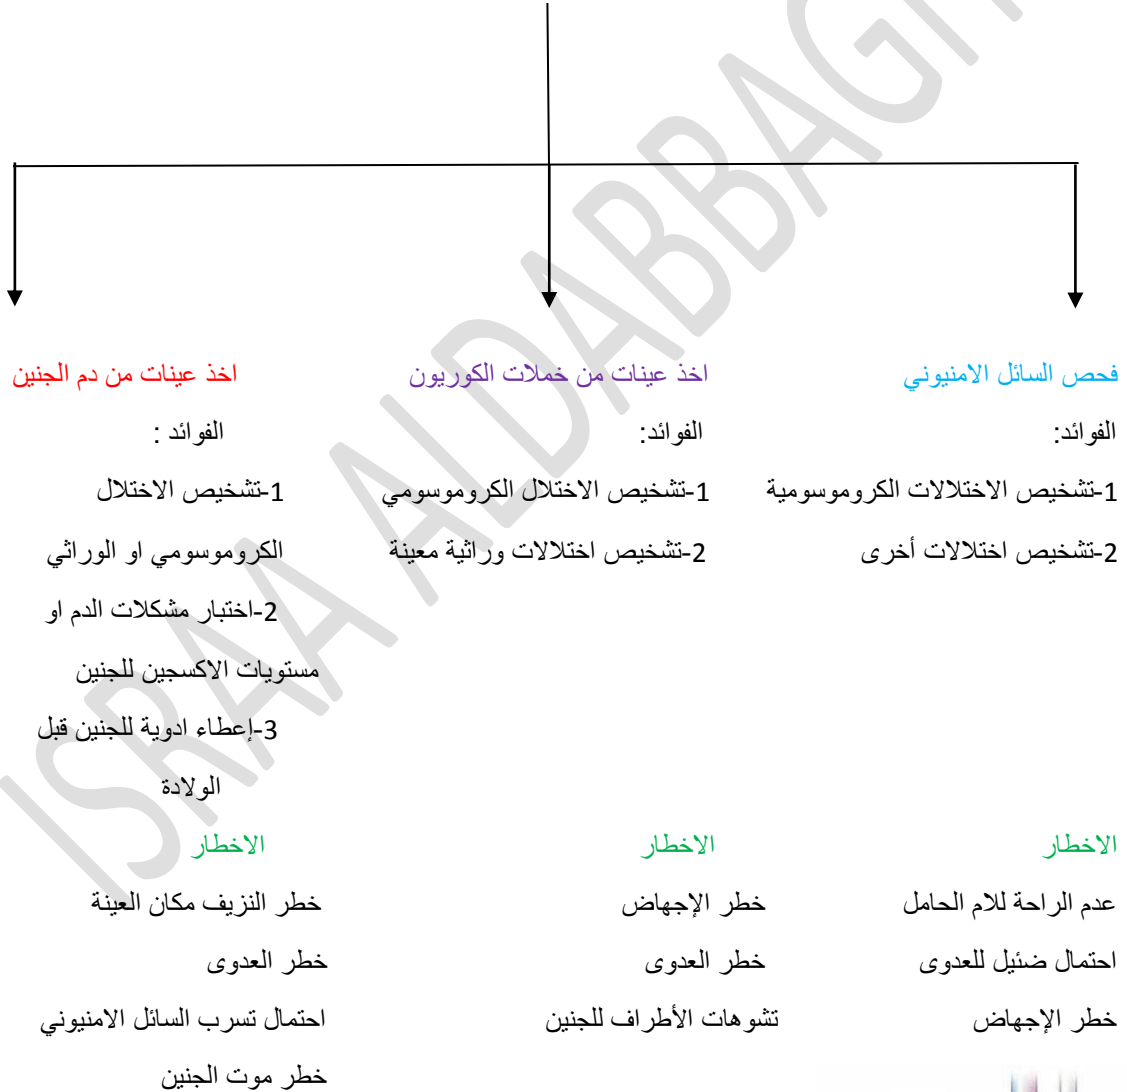 فحص السائل الامنيوني
الفوائد:
1-تشخيص الاختلالات الكروموسومية
2-تشخيص اختلالات أخرى
الاخطار
عدم الراحة للام الحامل
احتمال ضئيل للعدوى
خطر الإجهاض
اخذ عينات من خملات الكوريون
الفوائد:
1-تشخيص الاختلال الكروموسومي
2-تشخيص اختلالات وراثية معينة
الاخطار
خطر الإجهاض
خطر العدوى
تشوهات الأطراف للجنين
اخذ عينات من دم الجنين
الفوائد :
1-تشخيص الاختلال
الكروموسومي او الوراثي
2-اختبار مشكلات الدم او
مستويات الاكسجين للجنين
3-إعطاء ادوية للجنين قبل
الولادة
الاخطار
خطر النزيف مكان العينة
خطر العدوى
احتمال تسرب السائل الامنيوني
خطر موت الجنين
ISRAA ALDABBAGH